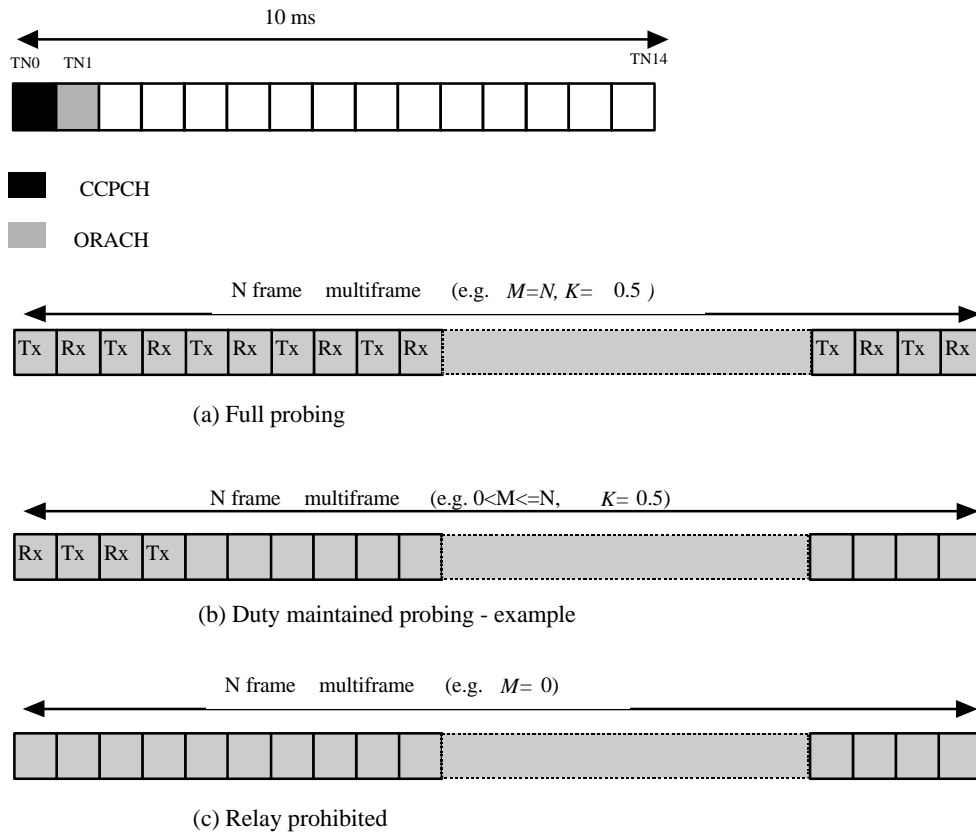 10 ms
TN0 TN1 TN14
CCPCH
ORACH
N frame multiframe (e.g. M=N, K= 0.5 )
Tx Rx Tx Rx Tx Rx Tx Rx Tx Rx Tx Rx Tx Rx
(a) Full probing
N frame multiframe (e.g. 0<M<=N, K= 0.5)
Rx Tx Rx Tx
(b) Duty maintained probing - example
N frame multiframe (e.g. M= 0)
(c) Relay prohibited